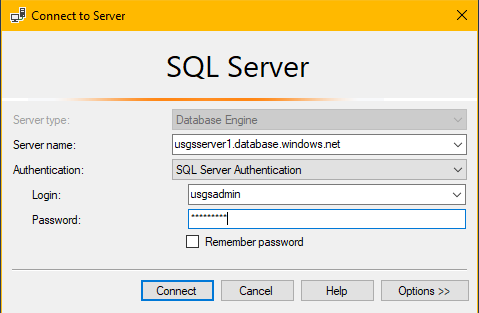 Connect to Server
SQL Server
Server type: Database Engine
Server name: usgsserver1.database.windows.net
Authentication: SQL Server Authentication
Login: usgsadmin
Password: *********
Remember password
Connect Cancel Help Options >>